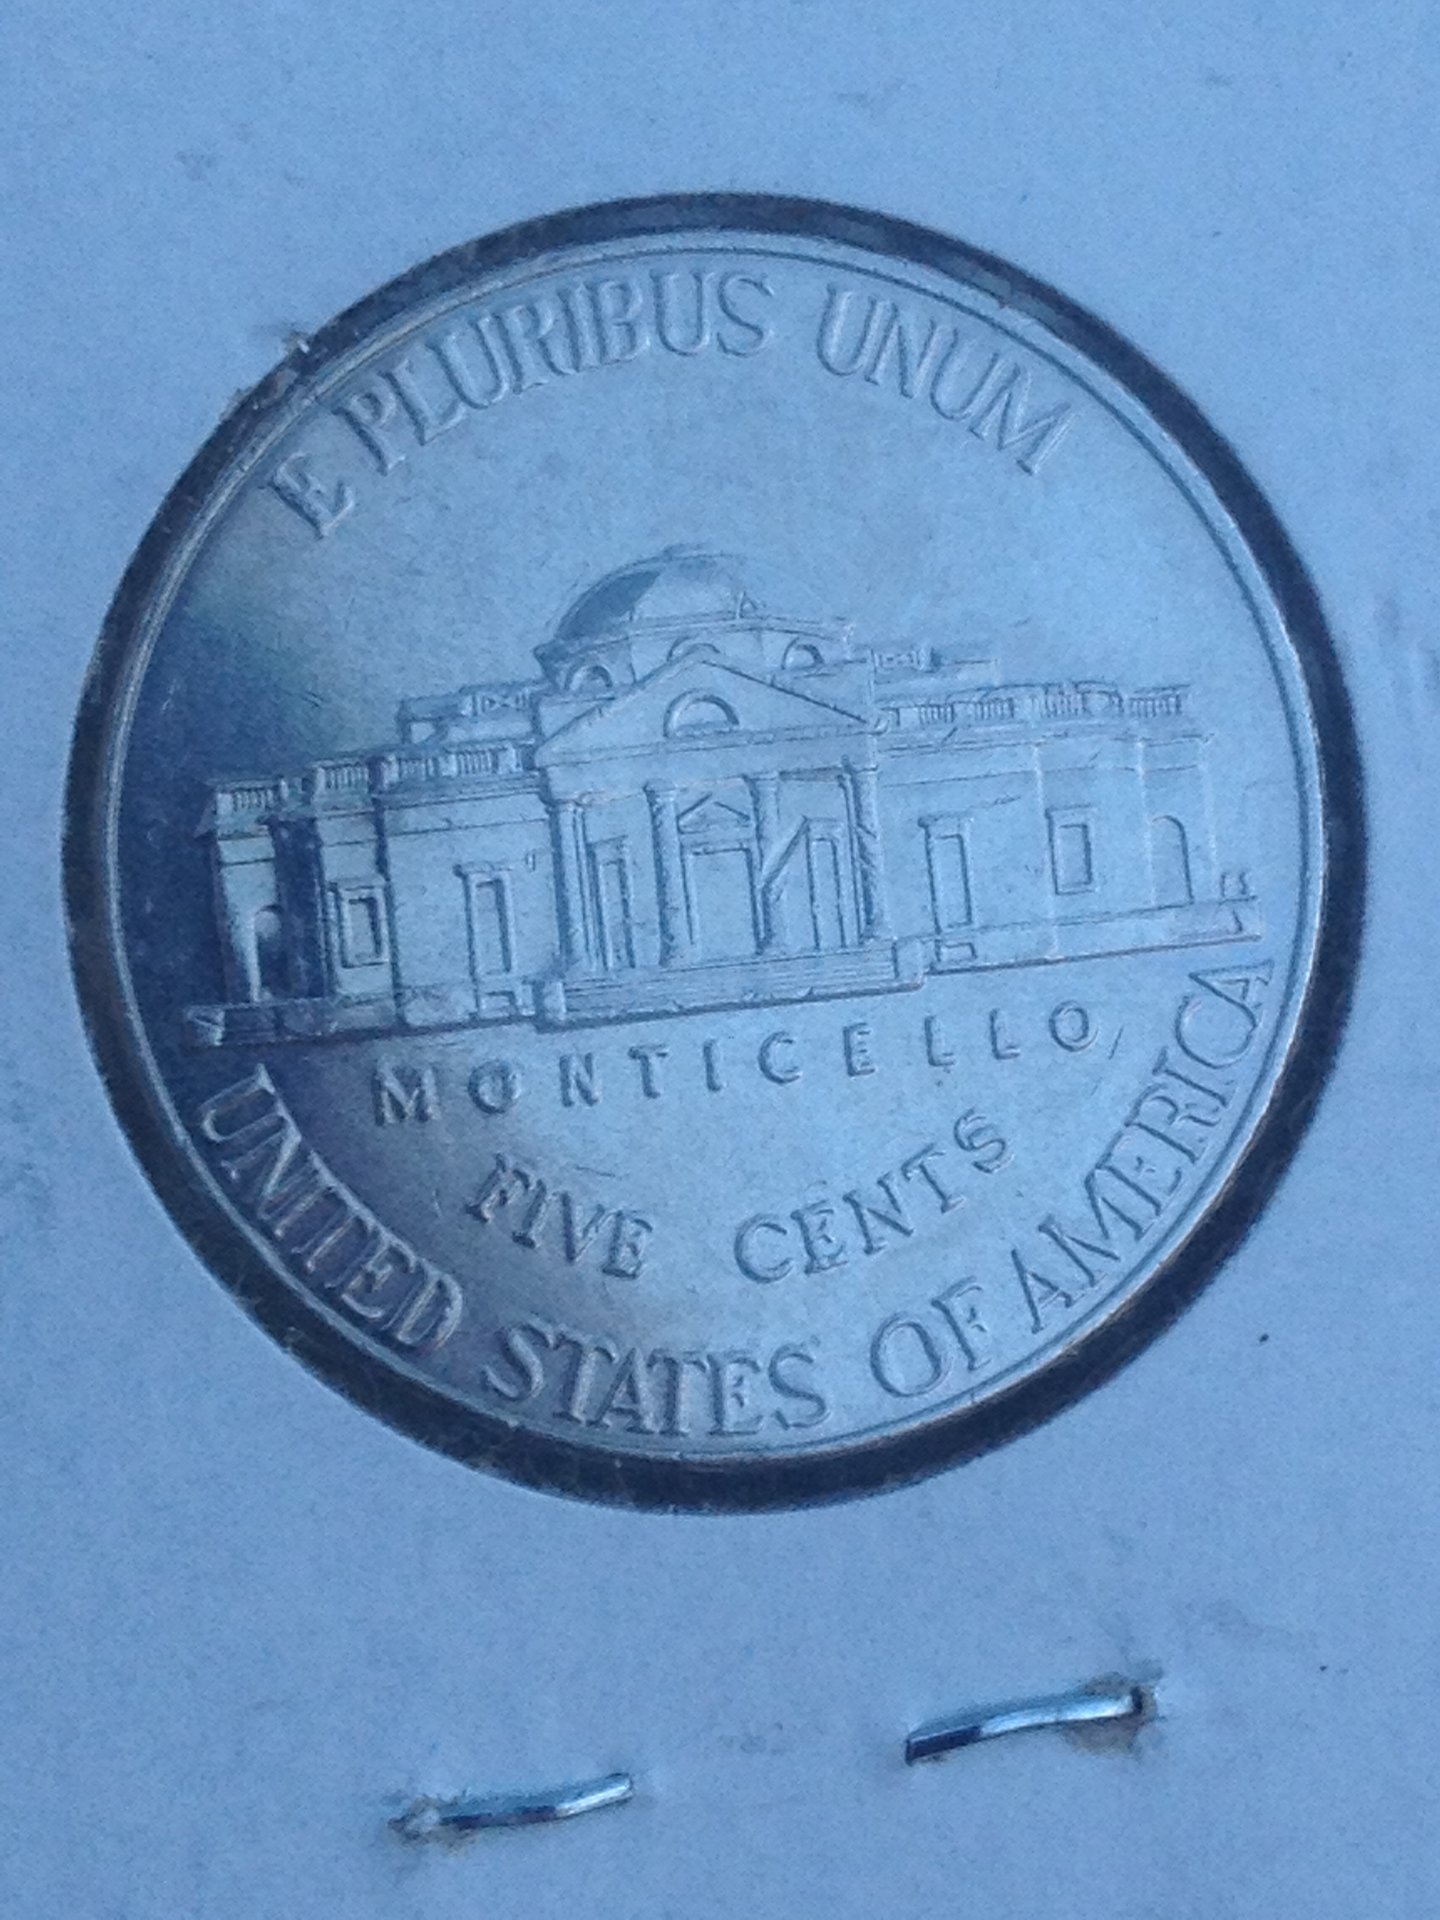 E PLURIBUS UNUM
MONTICELLO
FIVE CENTS
UNITED STATES OF AMERICA